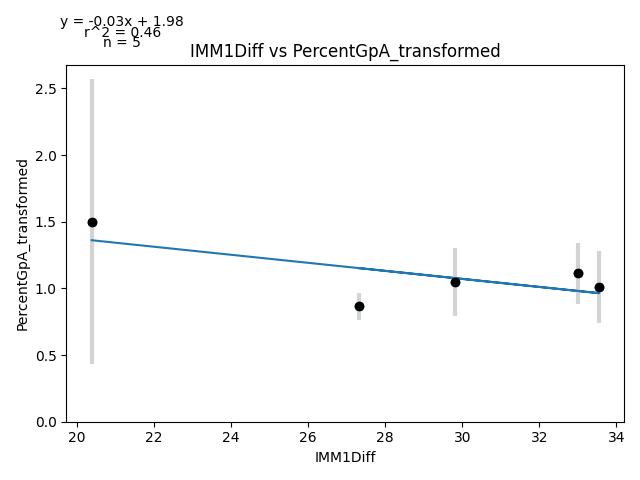 y = -0.03x + 1.98
r^2 = 0.46
n = 5
IMM1Diff vs PercentGpA_transformed
PercentGpA_transformed
2.5
2.0
1.5
1.0
0.5
0.0
20 22 24 26 28 30 32 34
IMM1Diff